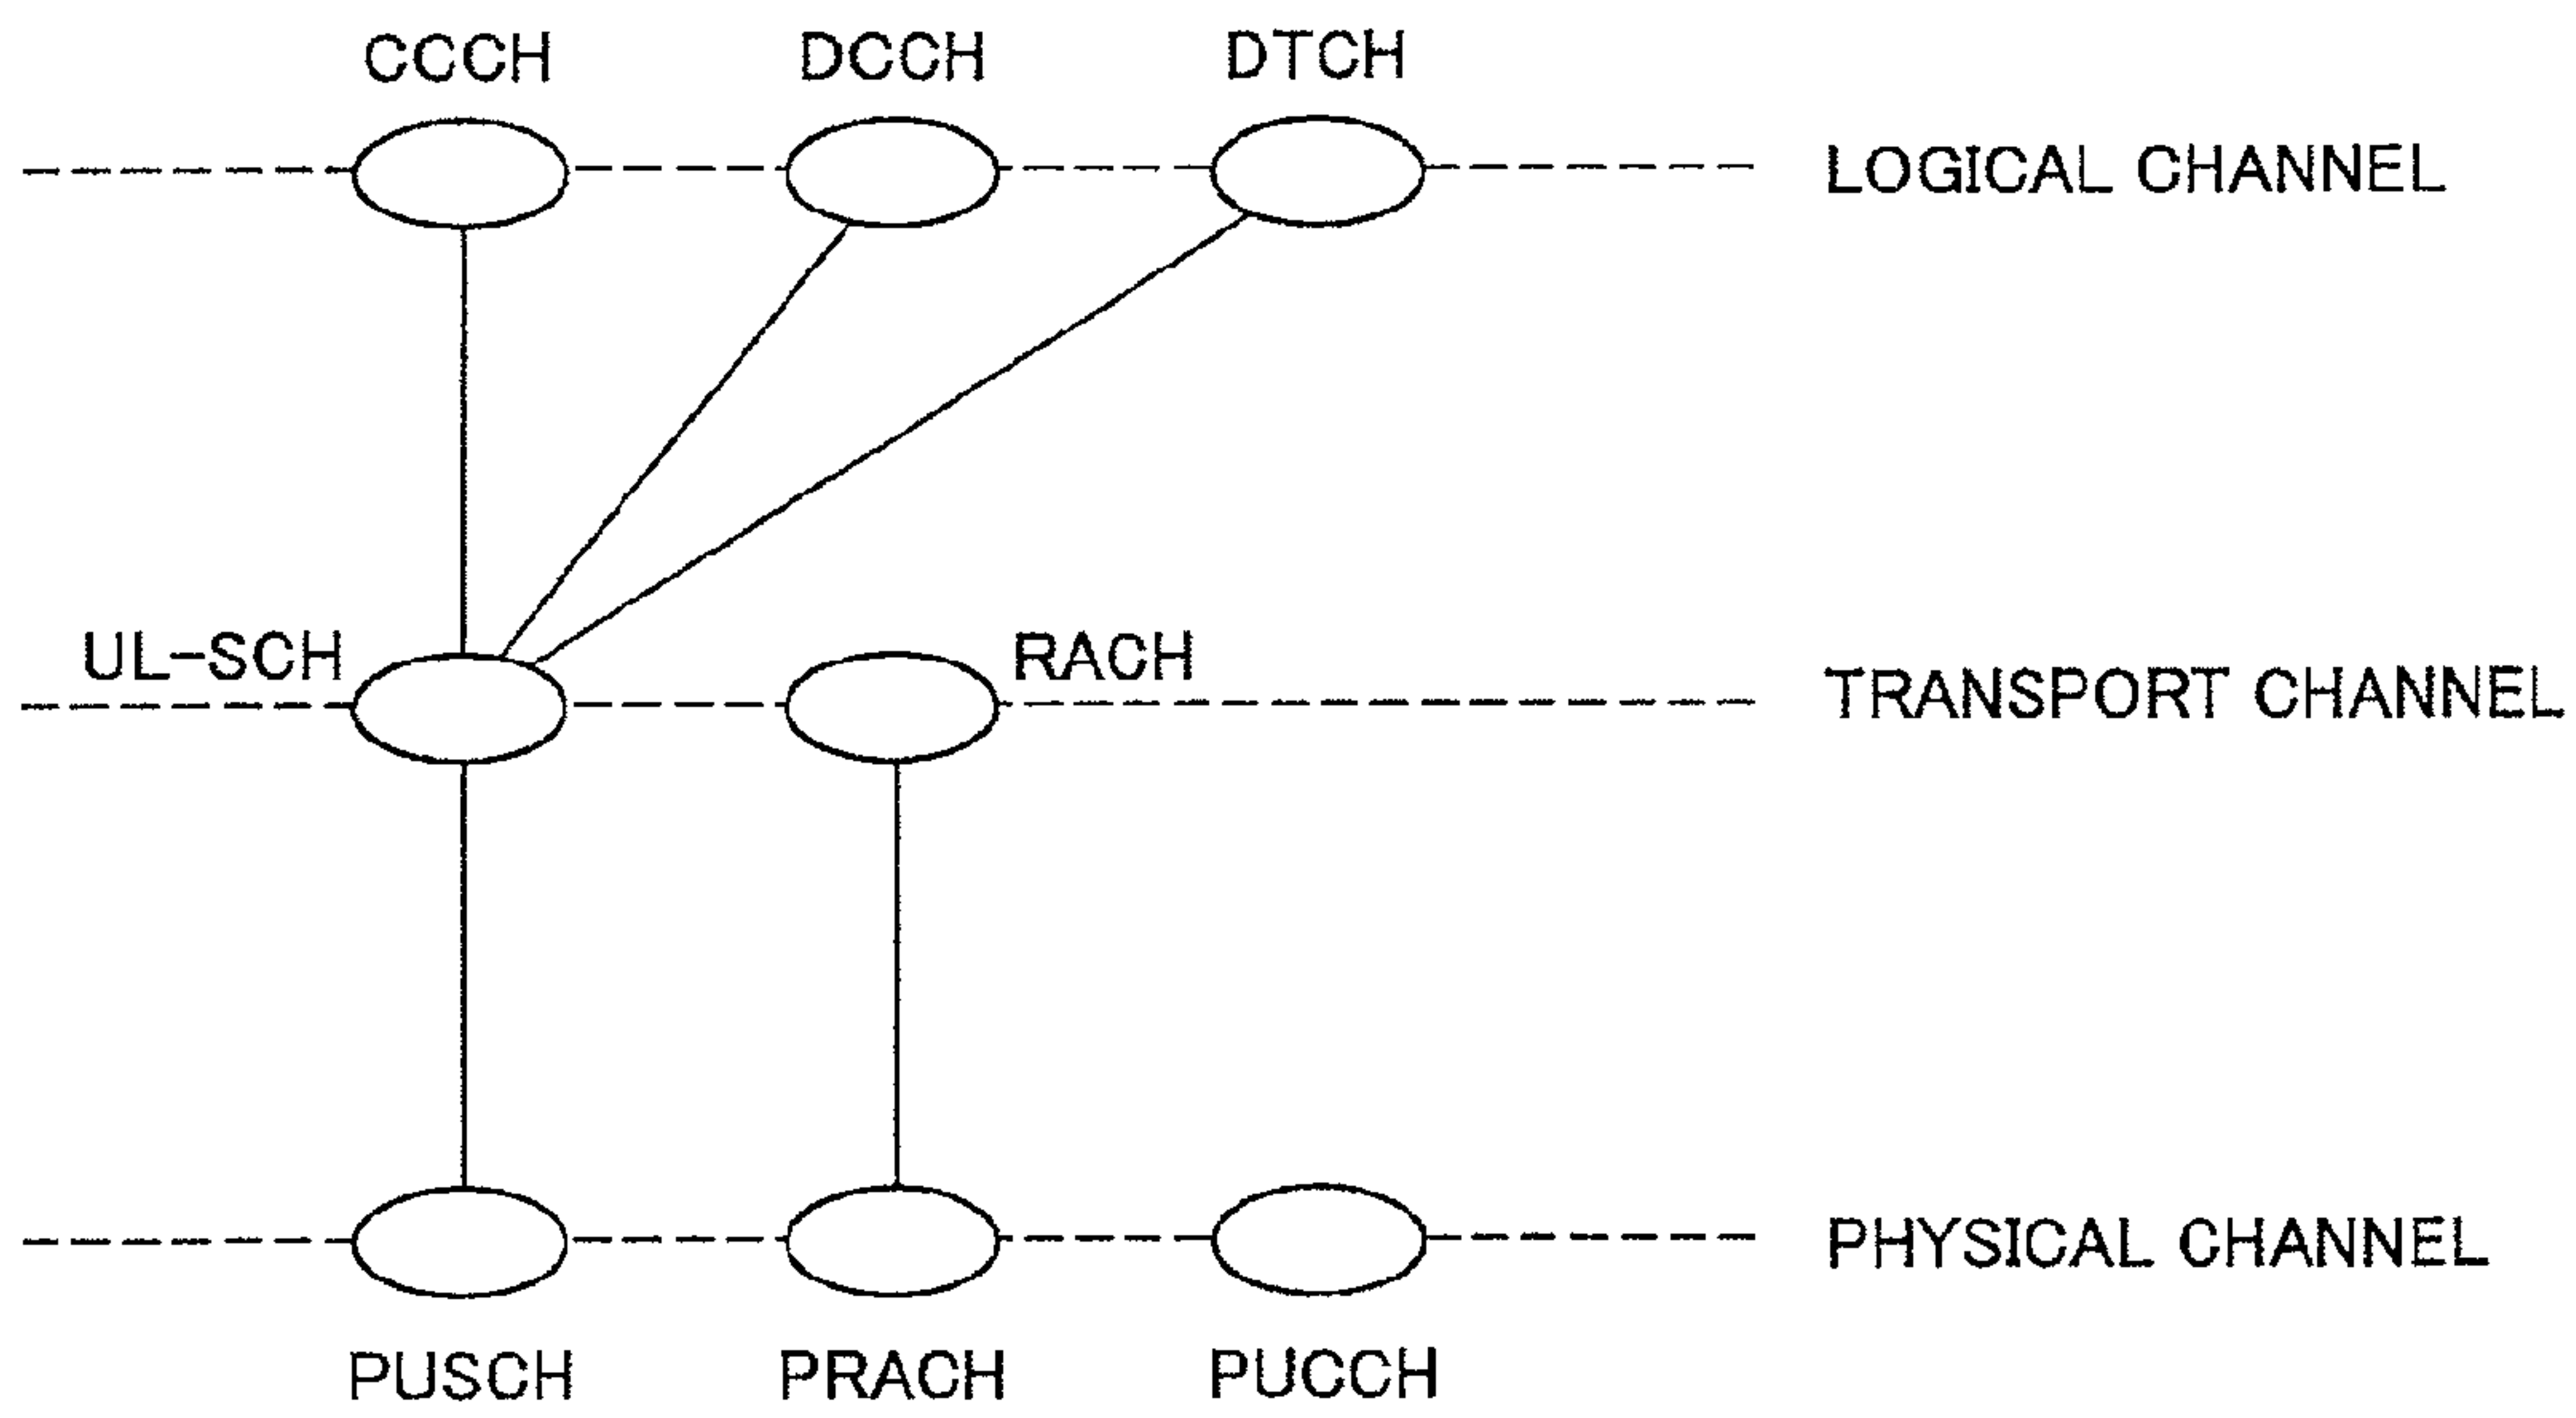 CCCH DCCH DTCH
LOGICAL CHANNEL
UL-SCH RACH
TRANSPORT CHANNEL
PHYSICAL CHANNEL
PUSCH PRACH PUCCH